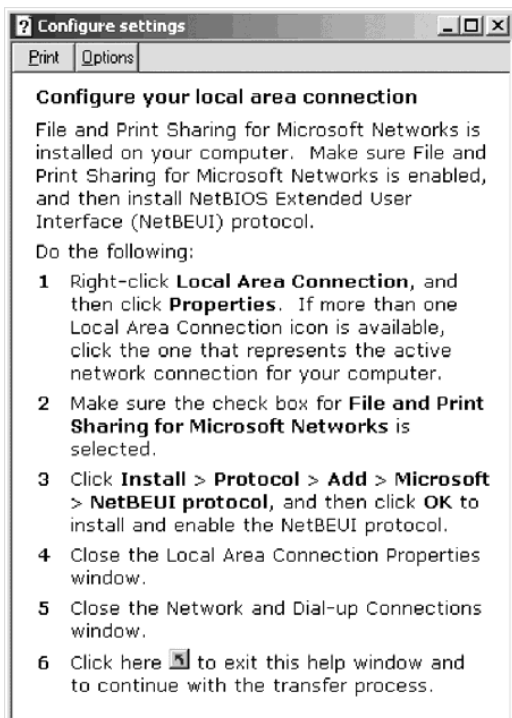 Configure settings
Print Options
Configure your local area connection
File and Print Sharing for Microsoft Networks is
installed on your computer. Make sure File and
Print Sharing for Microsoft Networks is enabled,
and then install NetBIOS Extended User
Interface (NetBEUI) protocol.
Do the following:
1 Right-click Local Area Connection, and
then click Properties. If more than one
Local Area Connection icon is available,
click the one that represents the active
network connection for your computer.
2 Make sure the check box for File and Print
Sharing for Microsoft Networks is
selected.
3 Click Install > Protocol > Add > Microsoft
> NetBEUI protocol, and then click OK to
install and enable the NetBEUI protocol.
4 Close the Local Area Connection Properties
window.
5 Close the Network and Dial-up Connections
window.
6 Click here to exit this help window and
to continue with the transfer process.